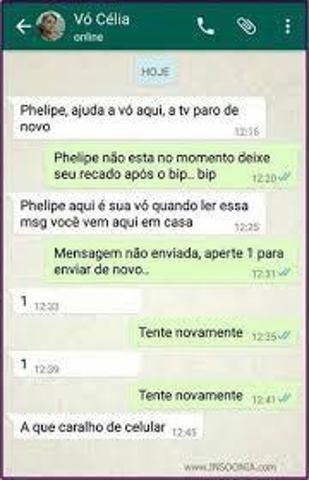 Vó Célia
online
HOJE
Phelipe, ajuda a vó aqui, a tv paro de
novo
12:16
Phelipe não esta no momento deixe
seu recado após o bip.. bip
12:20
Phelipe aqui é sua vó quando ler essa
msg você vem aqui em casa
12:25
Mensagem não enviada, aperte 1 para
enviar de novo..
12:31
1 12:33
Tente novamente 12:35
1 12:39
Tente novamente 12:41
A que caralho de celular 12:45
www.INSOONIA.com